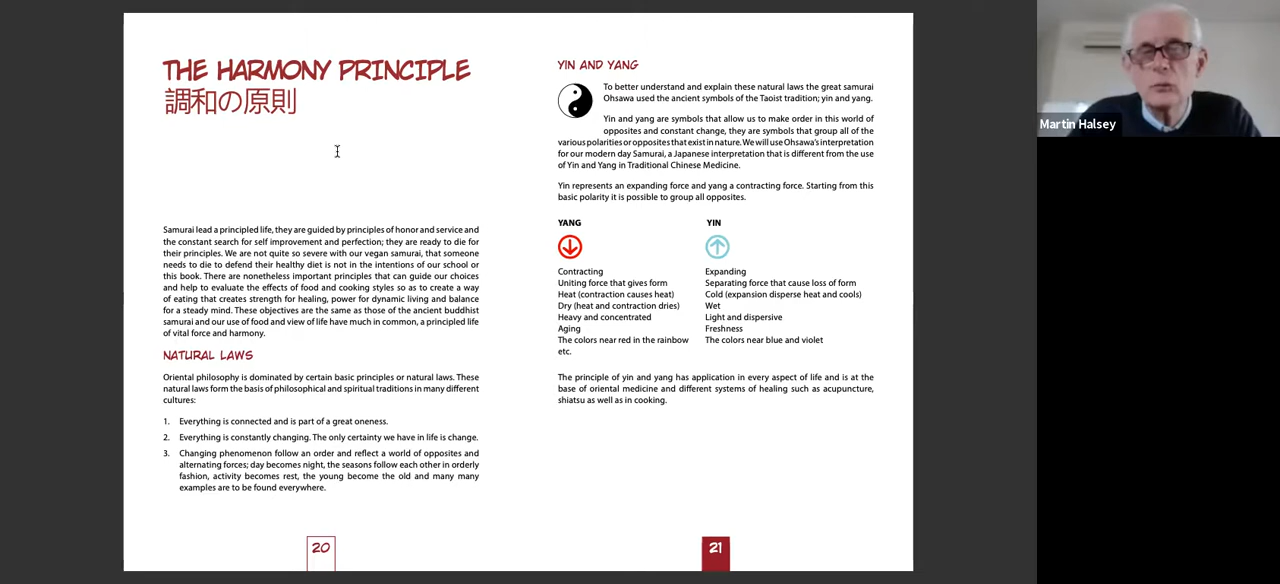 THE HARMONY PRINCIPLE
調和の原則
Samurai lead a principled life, they are guided by principles of honor and service and
the constant search for self improvement and perfection; they are ready to die for
their principles. We are not quite so severe with our vegan samurai, that someone
needs to die to defend their healthy diet is not in the intentions of our school or
this book. There are nonetheless important principles that can guide our choices
and help to evaluate the effects of food and cooking styles so as to create a way
of eating that creates strength for healing, power for dynamic living and balance
for a steady mind. These objectives are the same as those of the ancient buddhist
samurai and our use of food and view of life have much in common, a principled life
of vital force and harmony.
NATURAL LAWS
Oriental philosophy is dominated by certain basic principles or natural laws. These
natural laws form the basis of philosophical and spiritual traditions in many different
cultures:
1. Everything is connected and is part of a great oneness.
2. Everything is constantly changing. The only certainty we have in life is change.
3. Changing phenomenon follow an order and reflect a world of opposites and
alternating forces; day becomes night, the seasons follow each other in orderly
fashion, activity becomes rest, the young become the old and many many
examples are to be found everywhere.
20
YIN AND YANG
To better understand and explain these natural laws the great samurai
Ohsawa used the ancient symbols of the Taoist tradition; yin and yang.
Yin and yang are symbols that allow us to make order in this world of
opposites and constant change, they are symbols that group all of the
various polarities or opposites that exist in nature. We will use Ohsawa's interpretation
for our modern day Samurai, a Japanese interpretation that is different from the use
of Yin and Yang in Traditional Chinese Medicine.
Yin represents an expanding force and yang a contracting force. Starting from this
basic polarity it is possible to group all opposites.
YANG
Contracting
Uniting force that gives form
Heat (contraction causes heat)
Dry (heat and contraction dries)
Heavy and concentrated
Aging
The colors near red in the rainbow
etc.
YIN
Expanding
Separating force that cause loss of form
Cold (expansion disperse heat and cools)
Wet
Light and dispersive
Freshness
The colors near blue and violet
The principle of yin and yang has application in every aspect of life and is at the
base of oriental medicine and different systems of healing such as acupuncture,
shiatsu as well as in cooking.
21
Martin Halsey